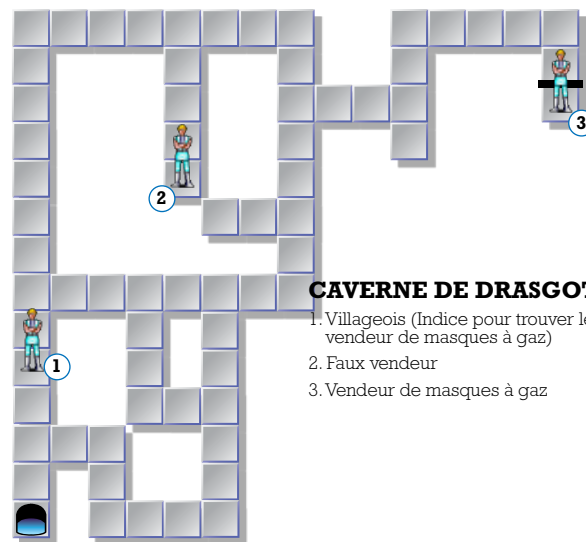 3
2
CAVERNE DE DRASGOT
1. Villageois (Indice pour trouver le
vendeur de masques à gaz)
1
2. Faux vendeur
3. Vendeur de masques à gaz